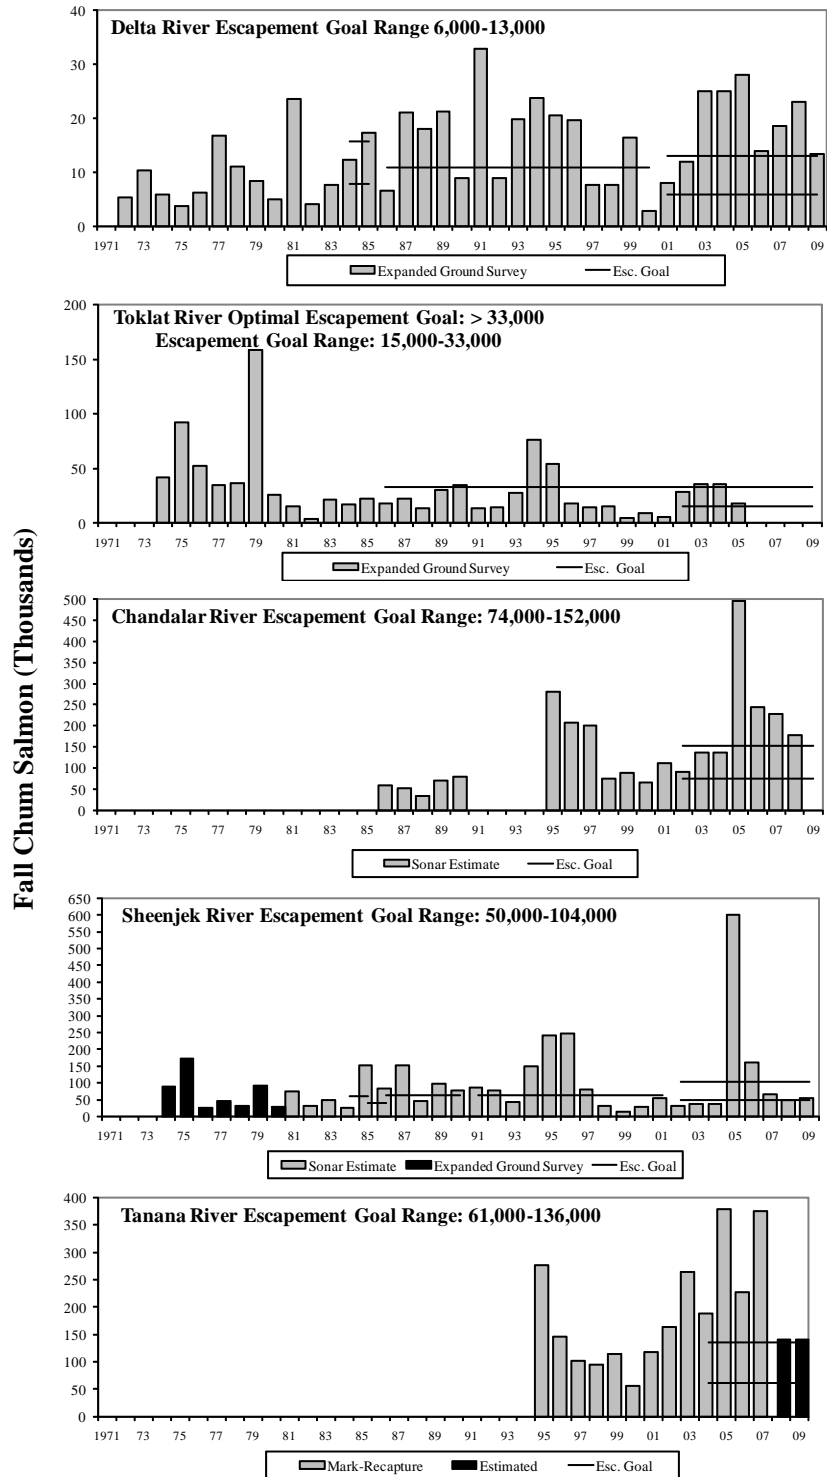 Fall Chum Salmon (Thousands)
Delta River Escapement Goal Range 6,000-13,000
40
30
20
10
0
1971 73 75 77 79 81 83 85 87 89 91 93 95 97 99 01 03 05 07 09
Expanded Ground Survey Esc. Goal
Toklat River Optimal Escapement Goal: > 33,000
Escapement Goal Range: 15,000-33,000
200
150
100
50
0
1971 73 75 77 79 81 83 85 87 89 91 93 95 97 99 01 03 05 07 09
Expanded Ground Survey Esc. Goal
Chandalar River Escapement Goal Range: 74,000-152,000
500
450
400
350
300
250
200
150
100
50
0
1971 73 75 77 79 81 83 85 87 89 91 93 95 97 99 01 03 05 07 09
Sonar Estimate Esc. Goal
Sheenjek River Escapement Goal Range: 50,000-104,000
650
600
550
500
450
400
350
300
250
200
150
100
50
0
1971 73 75 77 79 81 83 85 87 89 91 93 95 97 99 01 03 05 07 09
Sonar Estimate Expanded Ground Survey Esc. Goal
Tanana River Escapement Goal Range: 61,000-136,000
400
350
300
250
200
150
100
50
0
1971 73 75 77 79 81 83 85 87 89 91 93 95 97 99 01 03 05 07 09
Mark-Recapture Estimated Esc. Goal